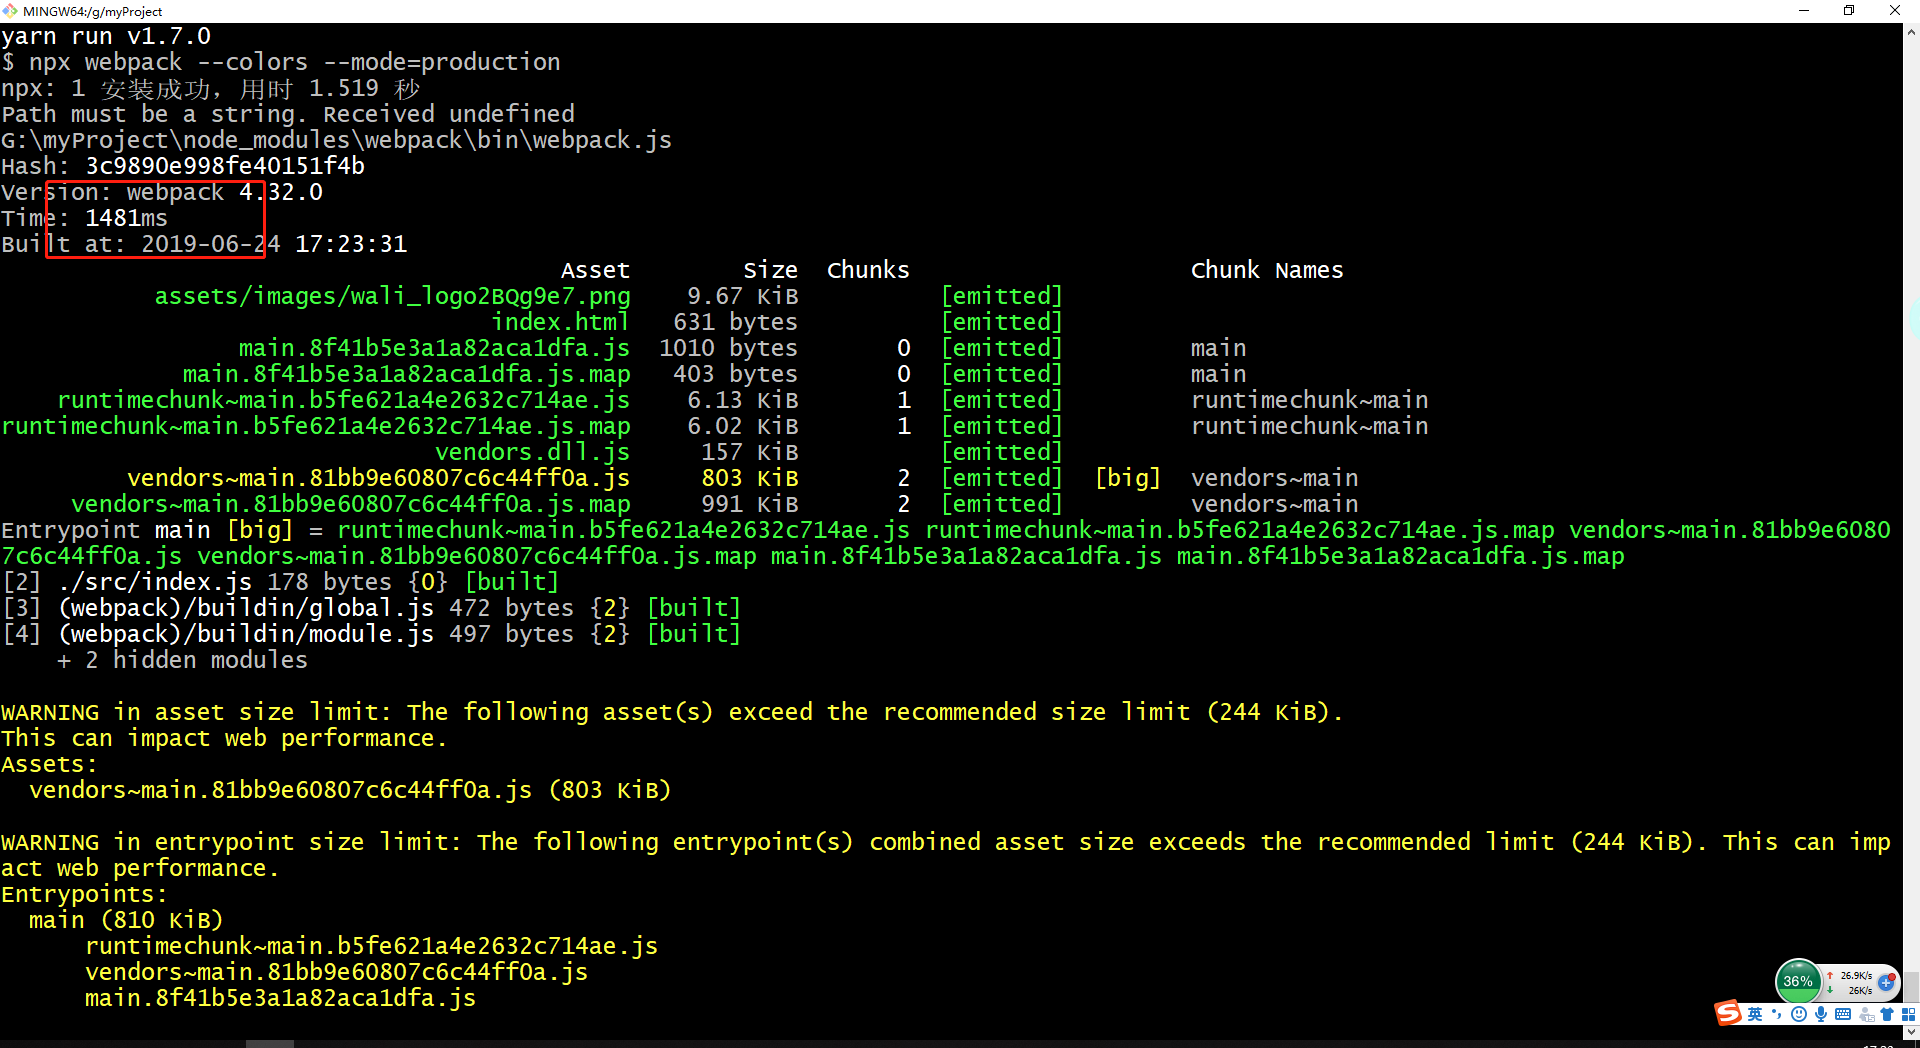 MINGW64:/g/myProject
yarn run v1.7.0
$ npx webpack --colors --mode=production
npx: 1 安装成功，用时 1.519 秒
Path must be a string. Received undefined
G:\myProject\node_modules\webpack\bin\webpack.js
Hash: 3c9890e998fe40151f4b
Version: webpack 4.32.0
Time: 1481ms
Built at: 2019-06-24 17:23:31
Asset Size Chunks Chunk Names
assets/images/wali_logo2BQg9e7.png 9.67 KiB [emitted]
index.html 631 bytes [emitted]
main.8f41b5e3a1a82aca1dfa.js 1010 bytes 0 [emitted] main
main.8f41b5e3a1a82aca1dfa.js.map 403 bytes 0 [emitted] main
runtimechunk~main.b5fe621a4e2632c714ae.js 6.13 KiB 1 [emitted] runtimechunk~main
runtimechunk~main.b5fe621a4e2632c714ae.js.map 6.02 KiB 1 [emitted] runtimechunk~main
vendors.dll.js 157 KiB [emitted]
vendors~main.81bb9e60807c6c44ff0a.js 803 KiB 2 [emitted] [big] vendors~main
vendors~main.81bb9e60807c6c44ff0a.js.map 991 KiB 2 [emitted] vendors~main
Entrypoint main [big] = runtimechunk~main.b5fe621a4e2632c714ae.js runtimechunk~main.b5fe621a4e2632c714ae.js.map vendors~main.81bb9e6080
7c6c44ff0a.js vendors~main.81bb9e60807c6c44ff0a.js.map main.8f41b5e3a1a82aca1dfa.js main.8f41b5e3a1a82aca1dfa.js.map
[2] ./src/index.js 178 bytes {0} [built]
[3] (webpack)/buildin/global.js 472 bytes {2} [built]
[4] (webpack)/buildin/module.js 497 bytes {2} [built]
+ 2 hidden modules
WARNING in asset size limit: The following asset(s) exceed the recommended size limit (244 KiB).
This can impact web performance.
Assets:
vendors~main.81bb9e60807c6c44ff0a.js (803 KiB)
WARNING in entrypoint size limit: The following entrypoint(s) combined asset size exceeds the recommended limit (244 KiB). This can imp
act web performance.
Entrypoints:
main (810 KiB)
runtimechunk~main.b5fe621a4e2632c714ae.js
vendors~main.81bb9e60807c6c44ff0a.js
main.8f41b5e3a1a82aca1dfa.js
36% 26.9K/s
26K/s
英